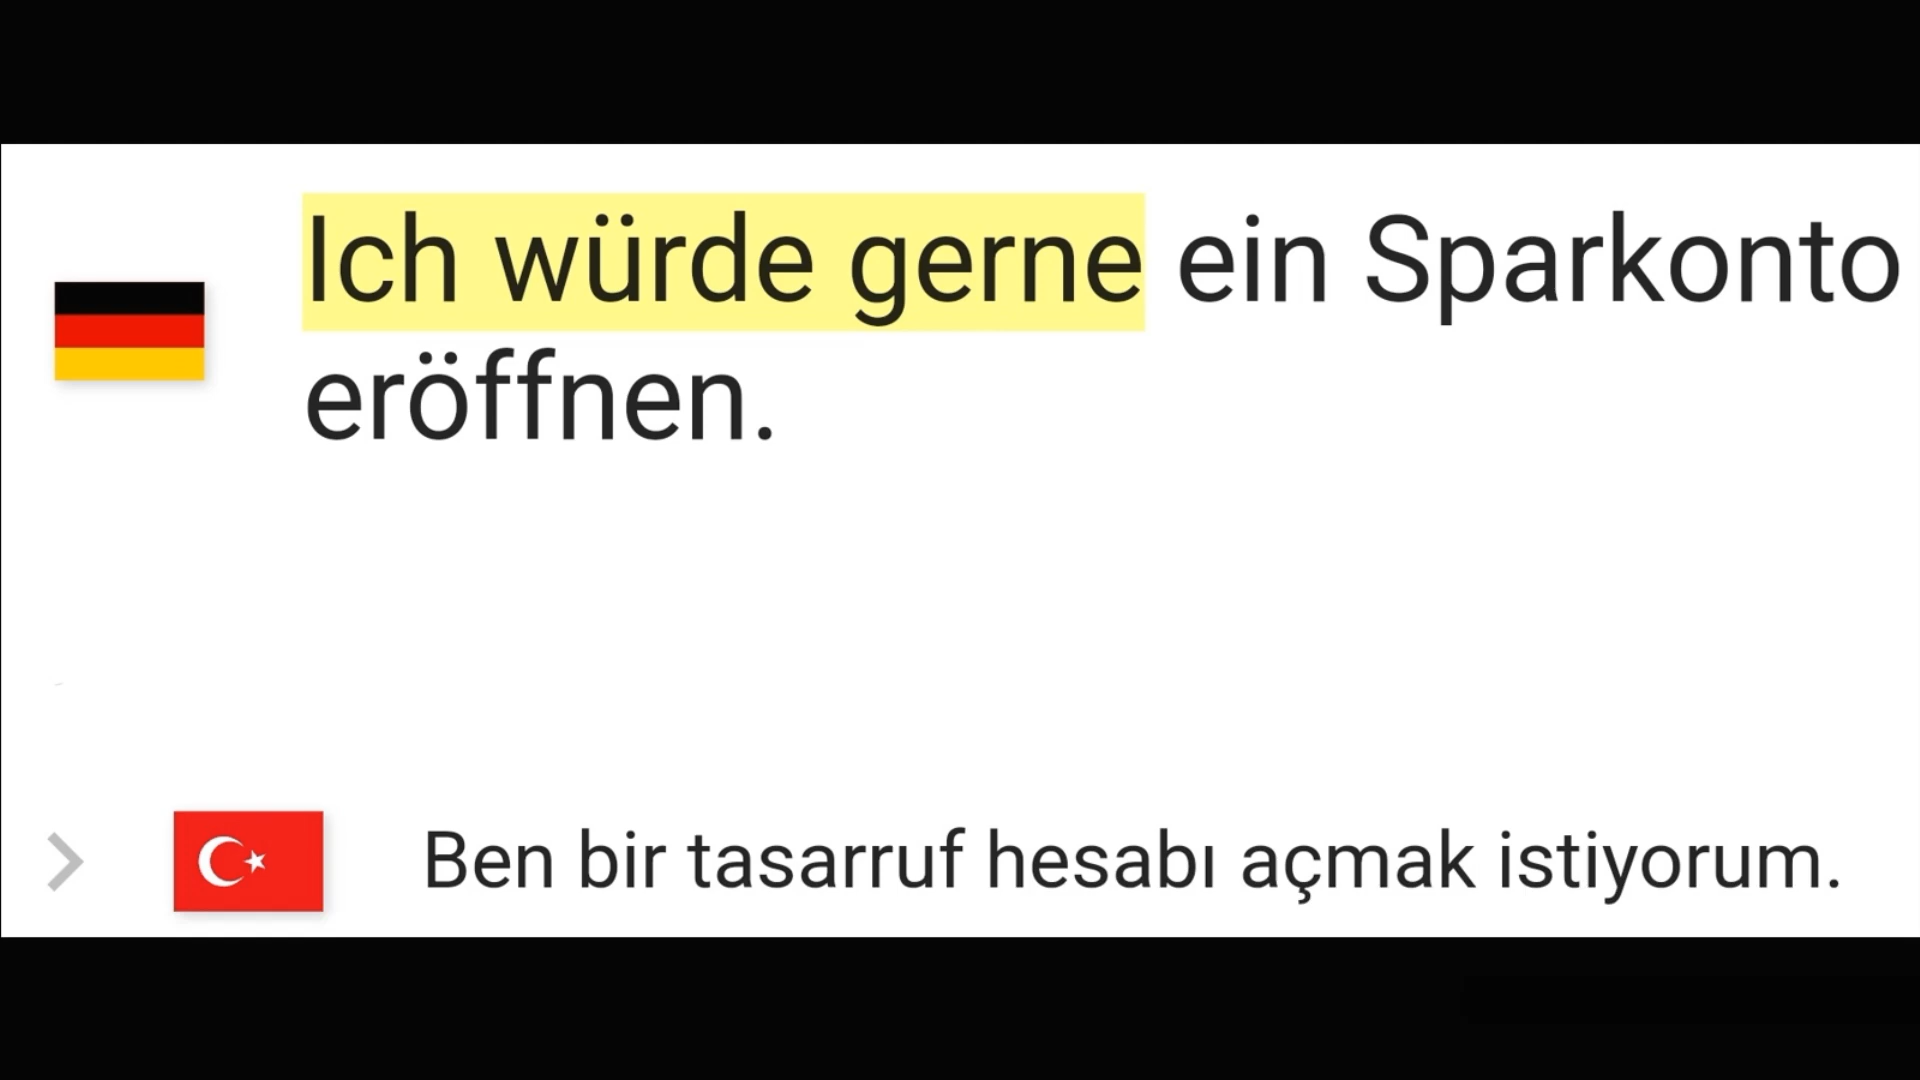 Ich würde gerne ein Sparkonto
eröffnen.
Ben bir tasarruf hesabı açmak istiyorum.